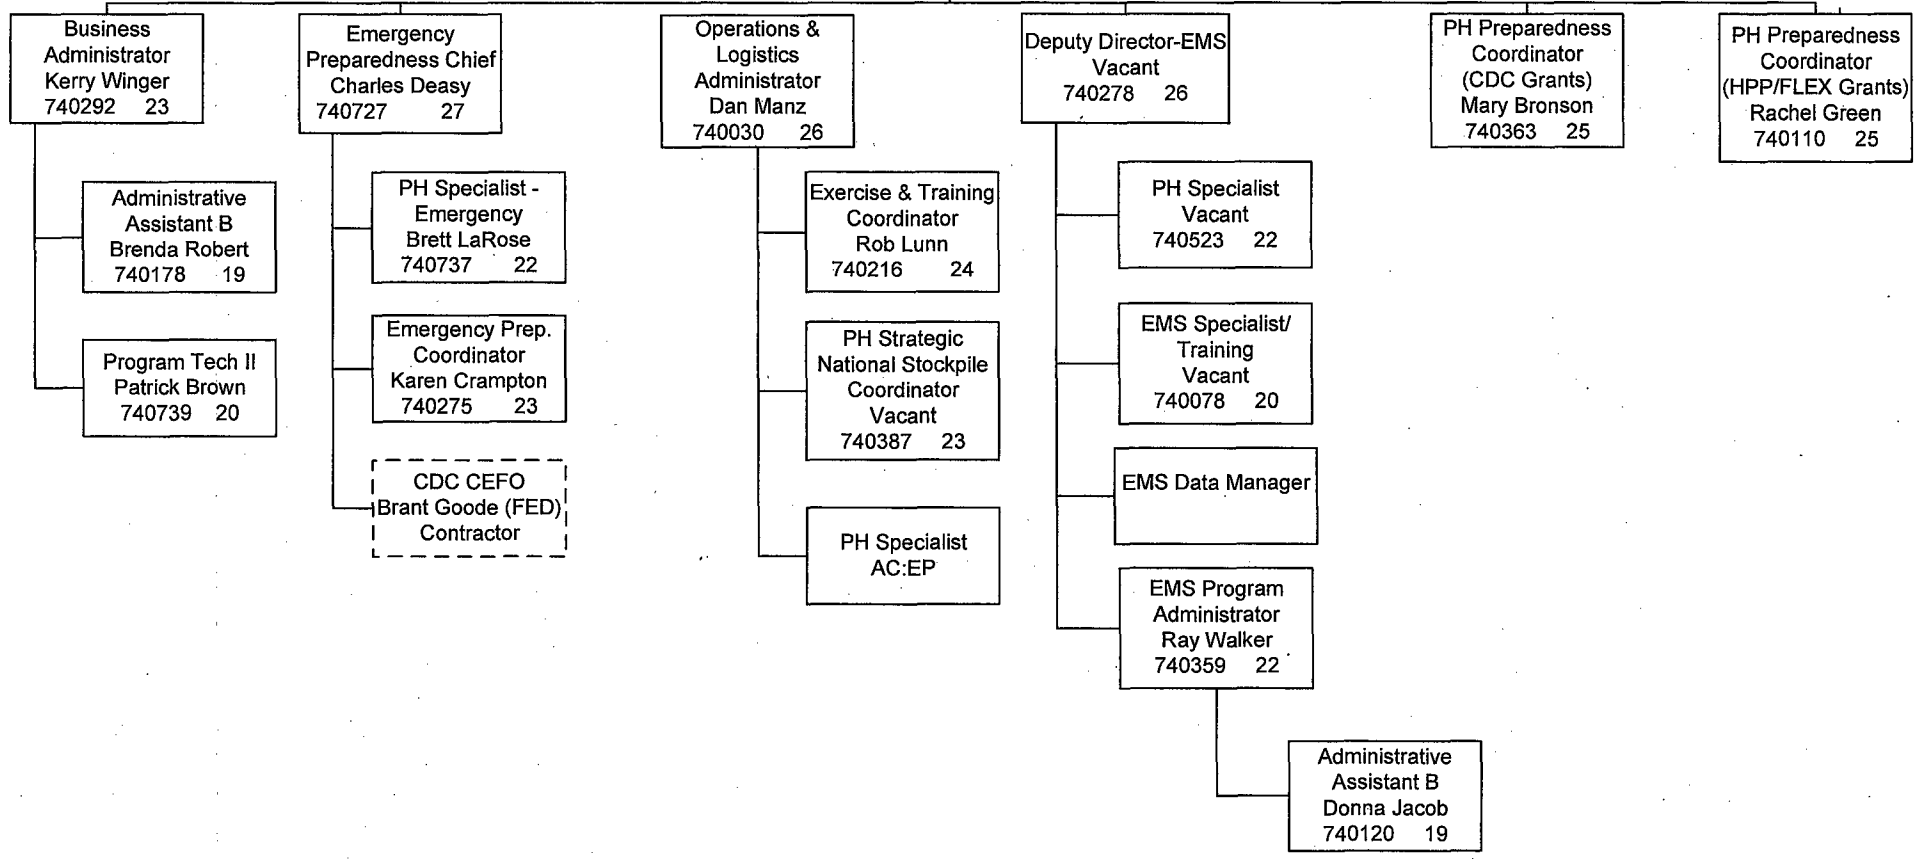 Business
Administrator
Kerry Winger
740292 23
Administrative
Assistant B
Brenda Robert
740178 19
Program Tech II
Patrick Brown
740739 20
Emergency
Preparedness Chief
Charles Deasy
740727 27
PH Specialist -
Emergency
Brett LaRose
740737 22
Emergency Prep.
Coordinator
Karen Crampton
740275 23
CDC CEFO
Brant Goode (FED)
Contractor
Operations &
Logistics
Administrator
Dan Manz
740030 26
Exercise & Training
Coordinator
Rob Lunn
740216 24
PH Strategic
National Stockpile
Coordinator
Vacant
740387 23
PH Specialist
AC:EP
Deputy Director-EMS
Vacant
740278 26
PH Specialist
Vacant
740523 22
EMS Specialist/
Training
Vacant
740078 20
EMS Data Manager
EMS Program
Administrator
Ray Walker
740359 22
Administrative
Assistant B
Donna Jacob
740120 19
PH Preparedness
Coordinator
(CDC Grants)
Mary Bronson
740363 25
PH Preparedness
Coordinator
(HPP/FLEX Grants)
Rachel Green
740110 25